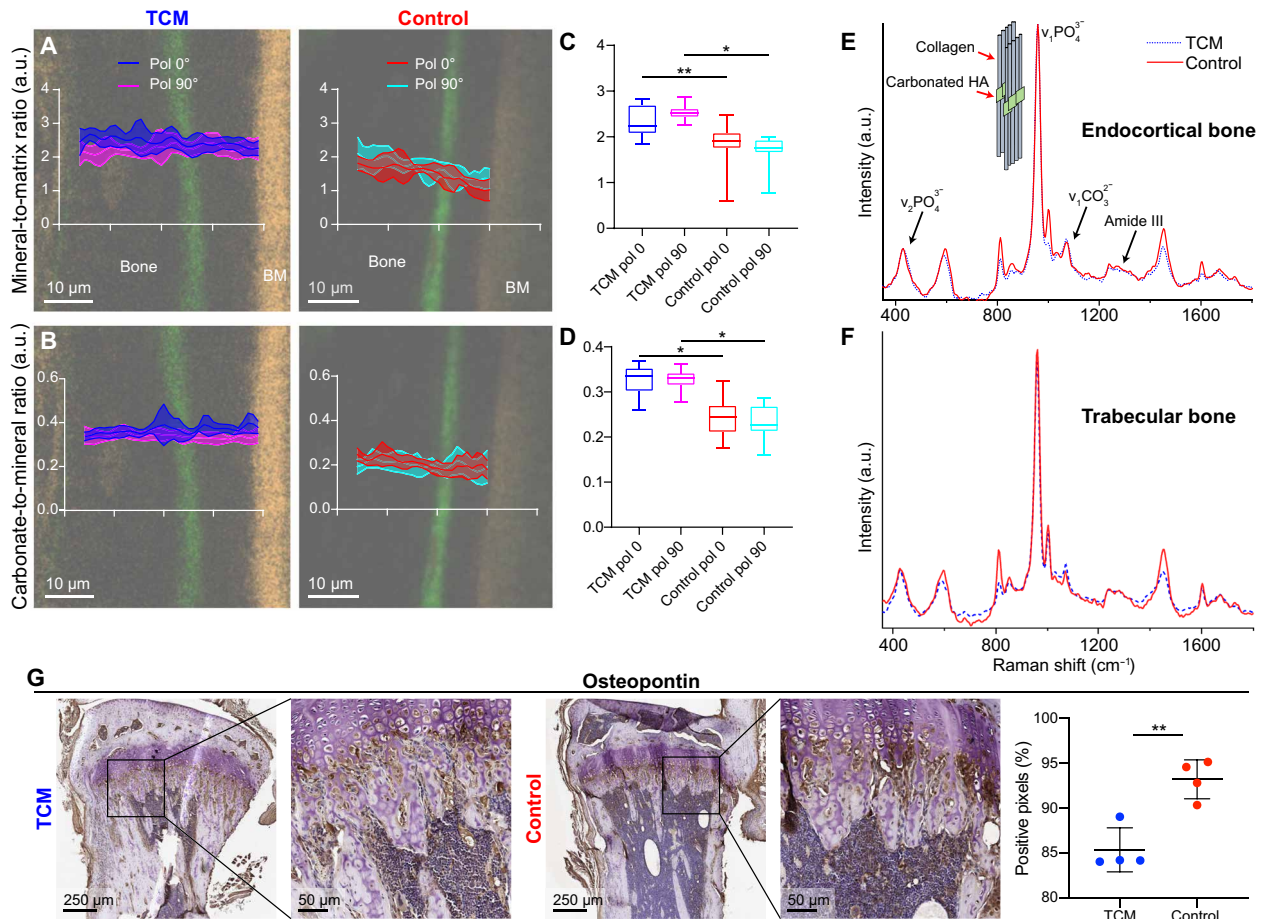 TCM
Control
A
Mineral-to-matrix ratio (a.u.)
Pol 0°
Pol 90°
4
3
2
1
0
Bone
BM
10 µm
Pol 0°
Pol 90°
4
3
2
1
0
Bone
BM
10 µm
B
Carbonate-to-mineral ratio (a.u.)
0.6
0.4
0.2
0.0
10 µm
0.6
0.4
0.2
0.0
10 µm
C
4
3
2
1
0
**
*
TCM pol 0
TCM pol 90
Control pol 0
Control pol 90
D
0.4
0.3
0.2
0.1
0.0
*
*
TCM pol 0
TCM pol 90
Control pol 0
Control pol 90
E
Intensity (a.u.)
Collagen
Carbonated HA
v₁PO₄³⁻
TCM
Control
Endocortical bone
v₂PO₄³⁻
v₁CO₃²⁻
Amide III
400
800
1200
1600
F
Intensity (a.u.)
Trabecular bone
400
800
1200
1600
Raman shift (cm⁻¹)
G
Osteopontin
TCM
250 µm
50 µm
Control
250 µm
50 µm
Positive pixels (%)
100
95
90
85
80
**
TCM
Control